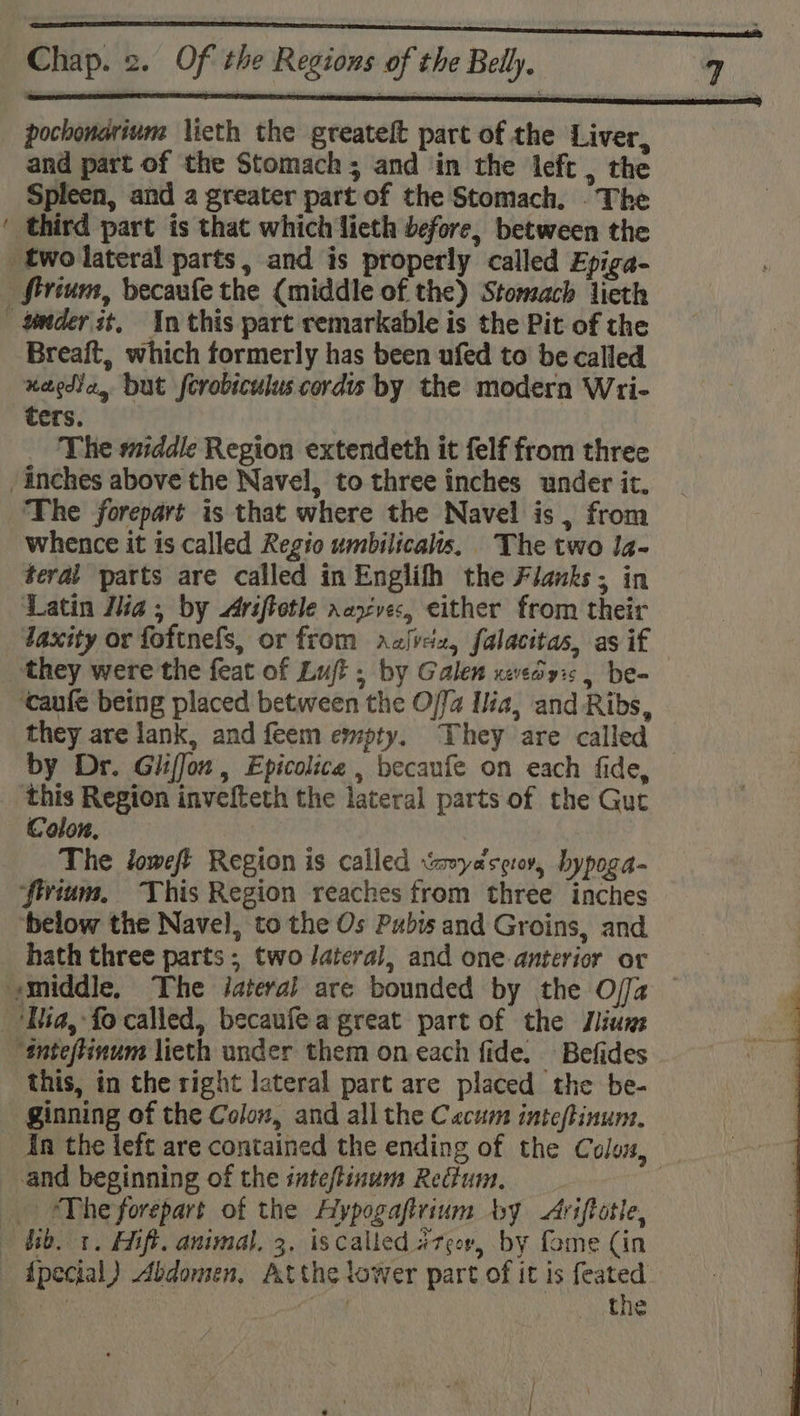 Chap. 2. Of the Regions of the Belly. 7
pochondrium lieth the greateſt part of the Liver,
and part of the Stomach; and in the left, the
Spleen, and a greater part of the Stomach. The
third part is that which lieth before, between the
two lateral parts, and is properly called Epiga-
ſtrium, becauſe the (middle of the) Stomach lieth
under it. In this part remarkable is the Pit of the
Breaſt, which formerly has been uſed to be called
καρδία, but ſcrobiculus cordis by the modern Wri-
ters.
The middle Region extendeth it ſelf from three
inches above the Navel, to three inches under it.
The forepart is that where the Navel is, from
whence it is called Regio umbilicalis. The two la-
teral parts are called in Engliſh the Flanks; in
Latin Ilia; by Ariſtotle λαγόνες, either from their
laxity or ſoftneſs, or from ſalacitas, as if
they were the ſeat of Luſt; by Galen κενεῶνες, be-
cauſe being placed between the Oſſa Ilia, and Ribs,
they are lank, and ſeem empty. They are called
by Dr. Gliſſon, Epicolica, becauſe on each ſide,
this Region inveſteth the lateral parts of the Gut
Colon.
The loweſt Region is called ὑπογάστριον, hypoga-
ſtrium. This Region reaches from three inches
below the Navel, to the Os Pubis and Groins, and
hath three parts; two lateral, and one anterior or
middle. The lateral are bounded by the Oſſa
Ilia, ſo called, becauſe a great part of the Ilium
inteſtinum lieth under them on each ſide. Beſides
this, in the right lateral part are placed the be-
ginning of the Colon, and all the Cæcum inteſtinum.
In the left are contained the ending of the Colon,
and beginning of the inteſtinum Rectum.
The forepart of the Hypogaſtrium by Ariſtotle,
lib. 1. Hiſt. animal. 3. is called ἦτρον, by ſome (in
ſpecial) Abdomen. At the lower part of it is ſeated
the